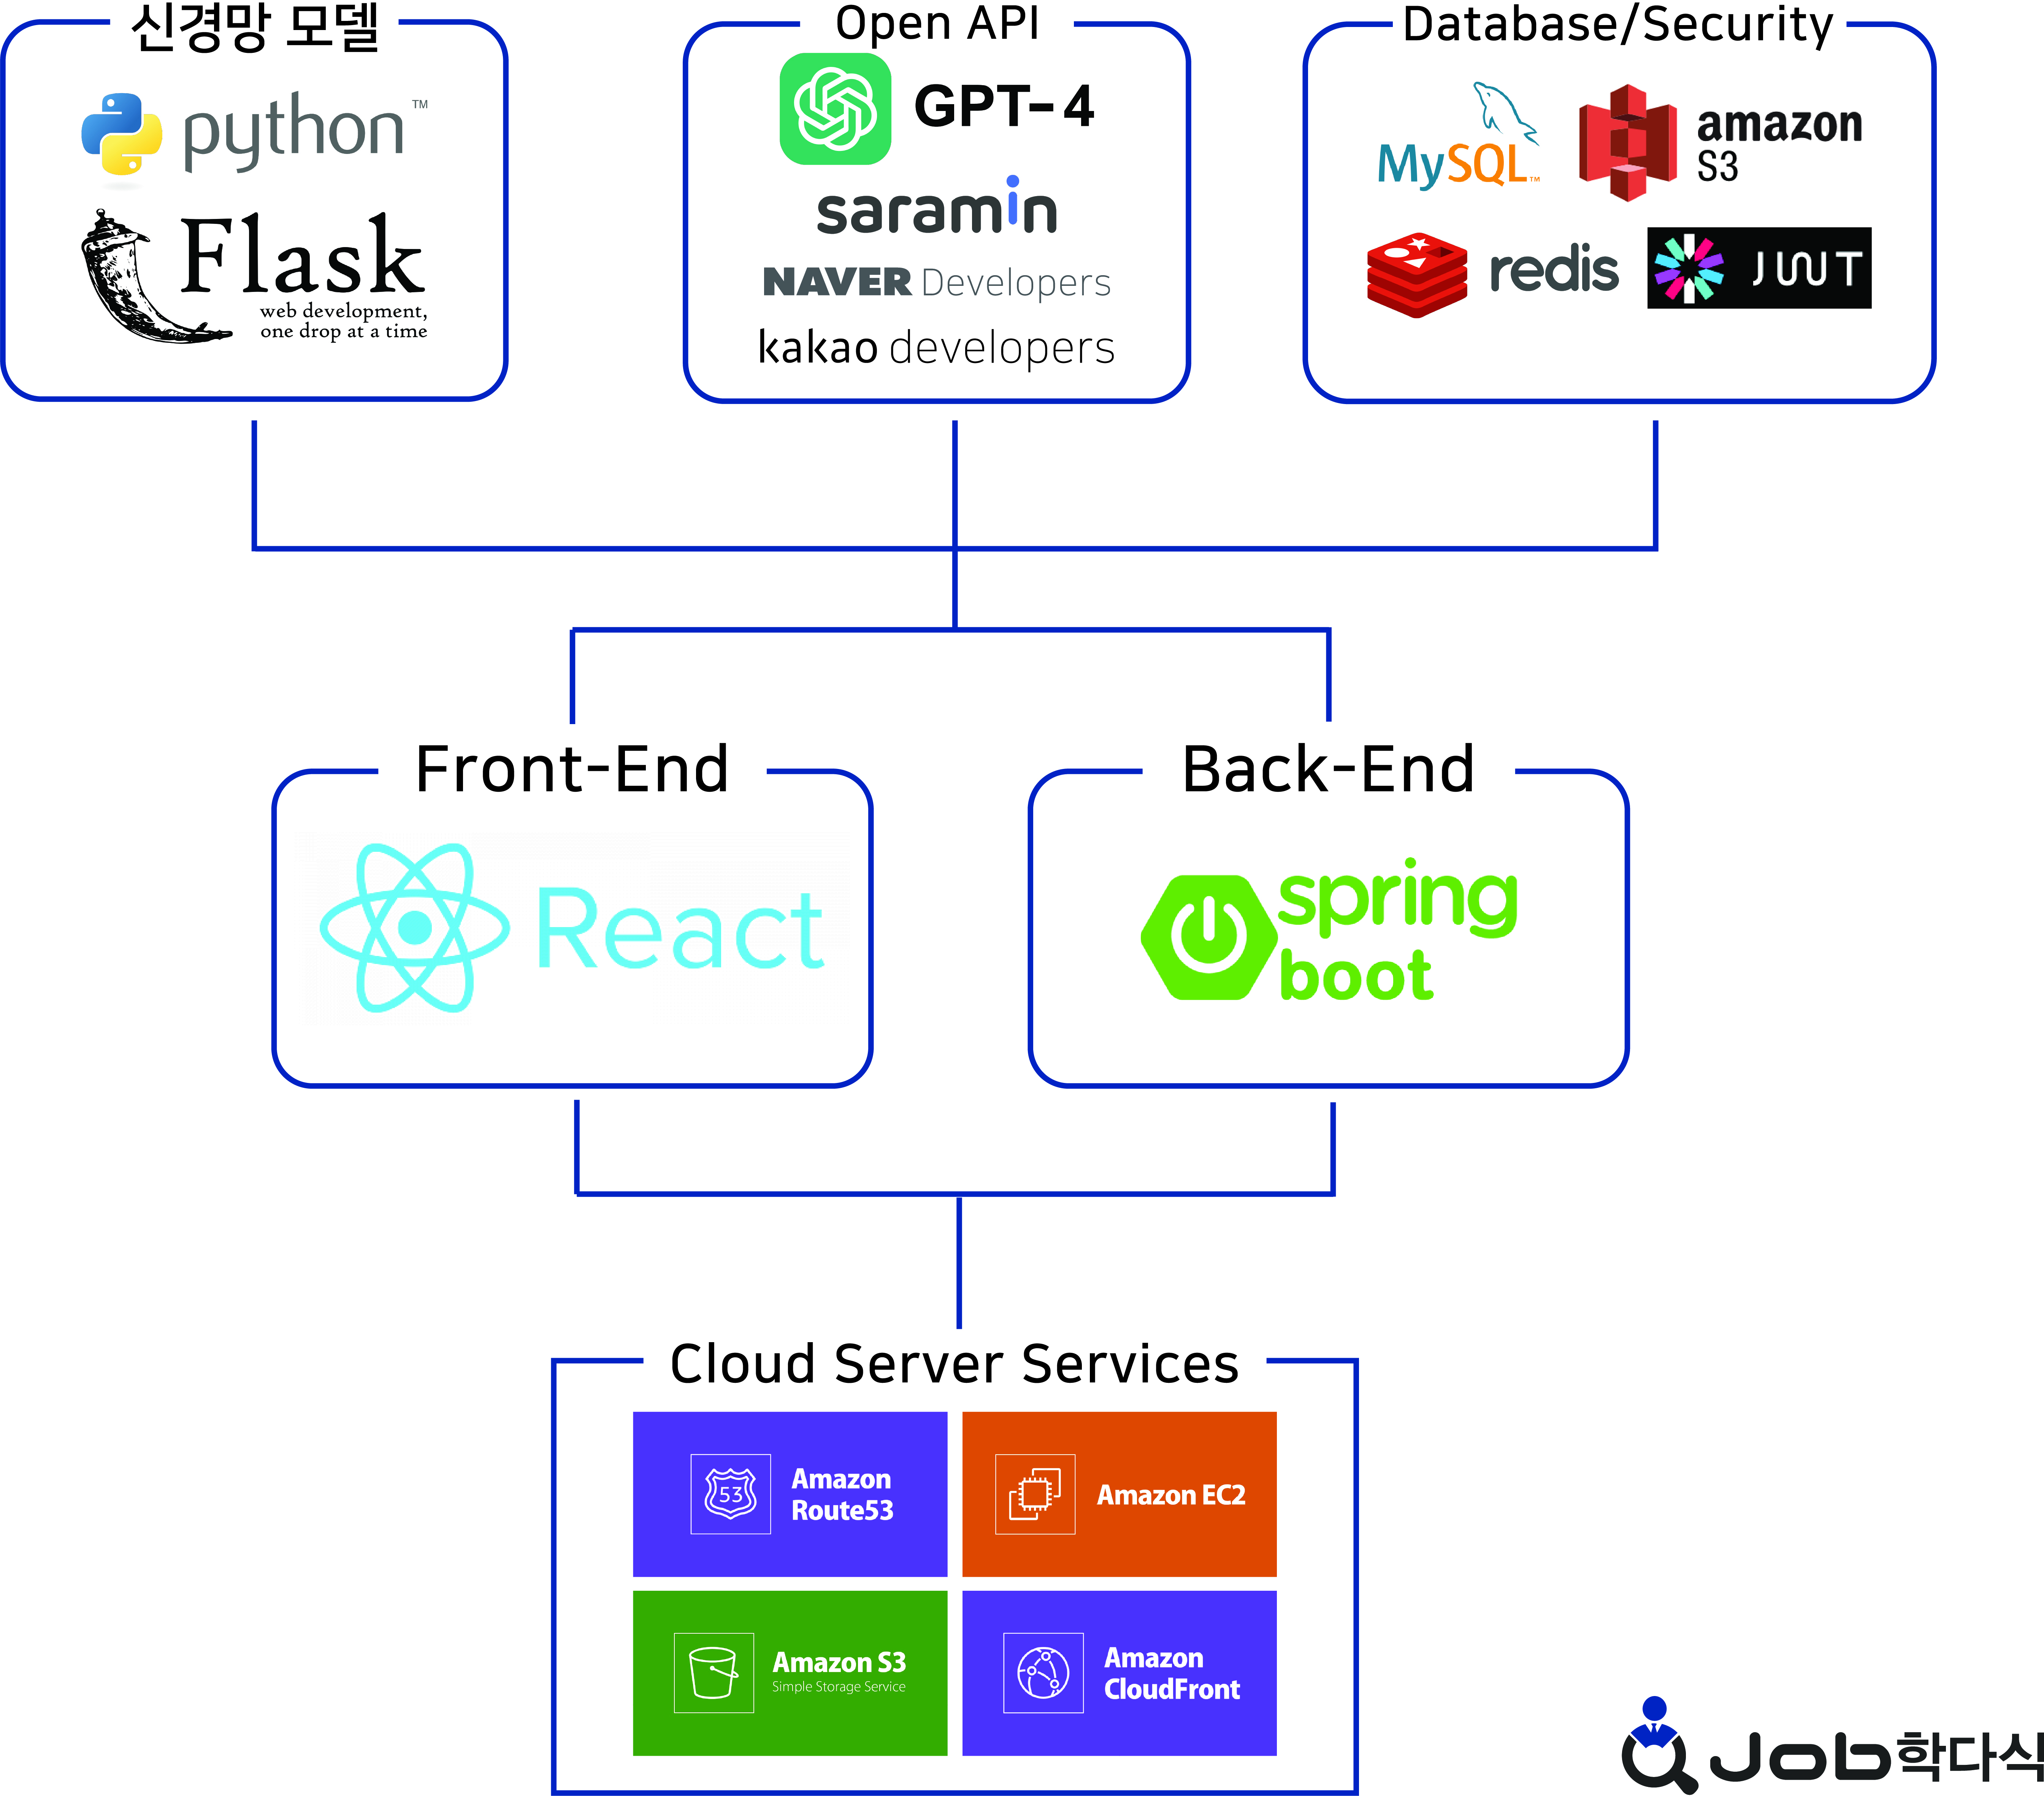 신경망 모델
python™
Flask
web development,
one drop at a time
Open API
GPT-4
saramin
NAVER Developers
kakao developers
Database/Security
MySQL™
amazon
S3
redis
JWT
Front-End
React
Back-End
spring
boot
Cloud Server Services
53
Amazon
Route53
Amazon EC2
Amazon S3
Simple Storage Service
Amazon
CloudFront
Job학다식